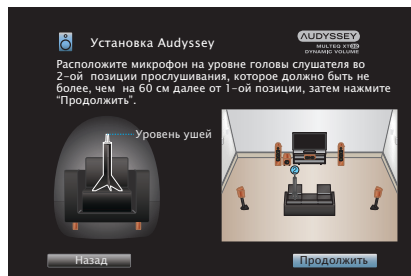 Установка Audyssey
AUDYSSEY
MULTEQ XT32
DYNAMIC VOLUME
Расположите микрофон на уровне головы слушателя во
2-ой позиции прослушивания, которое должно быть не
более, чем на 60 см далее от 1-ой позиции, затем нажмите
"Продолжить".
Уровень ушей
2
Назад
Продолжить